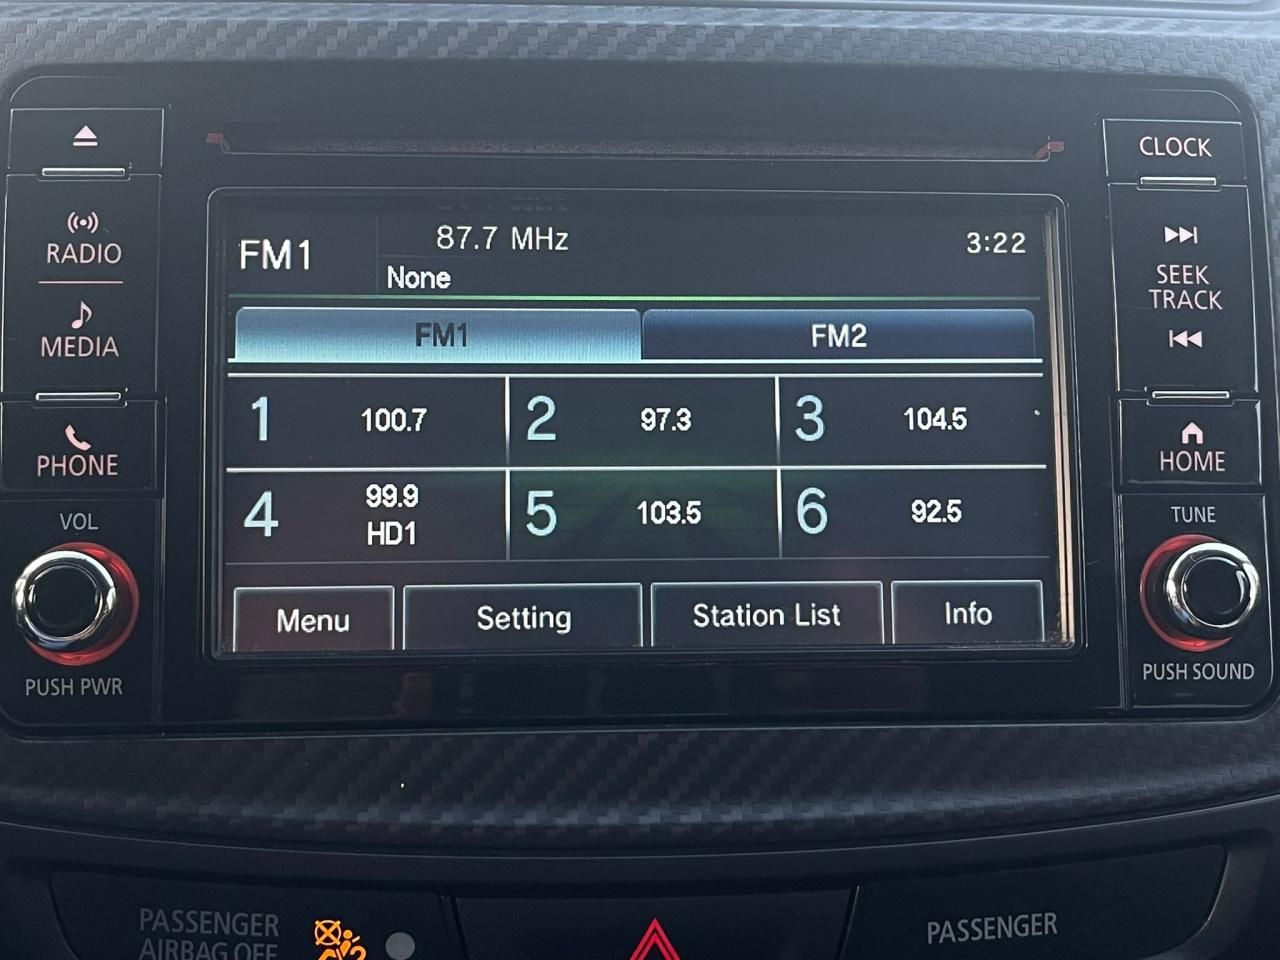 CLOCK
RADIO
MEDIA
PHONE
VOL
PUSH PWR
FM1
87.7 MHz
None
3:22
FM1
FM2
1 100.7
2 97.3
3 104.5
4 99.9
HD1
5 103.5
6 92.5
Menu
Setting
Station List
Info
SEEK
TRACK
HOME
TUNE
PUSH SOUND
PASSENGER
AIRBAG OFF
2
PASSENGER